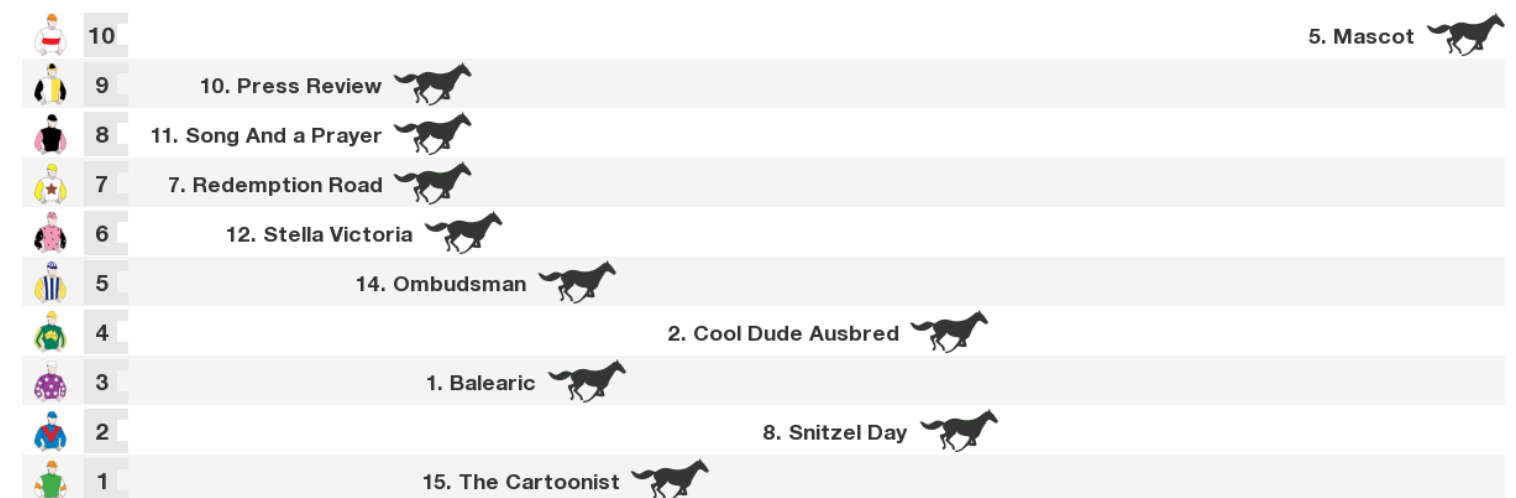 10 5. Mascot
9 10. Press Review
8 11. Song And a Prayer
7 7. Redemption Road
6 12. Stella Victoria
5 14. Ombudsman
4 2. Cool Dude Ausbred
3 1. Balearic
2 8. Snitzel Day
1 15. The Cartoonist